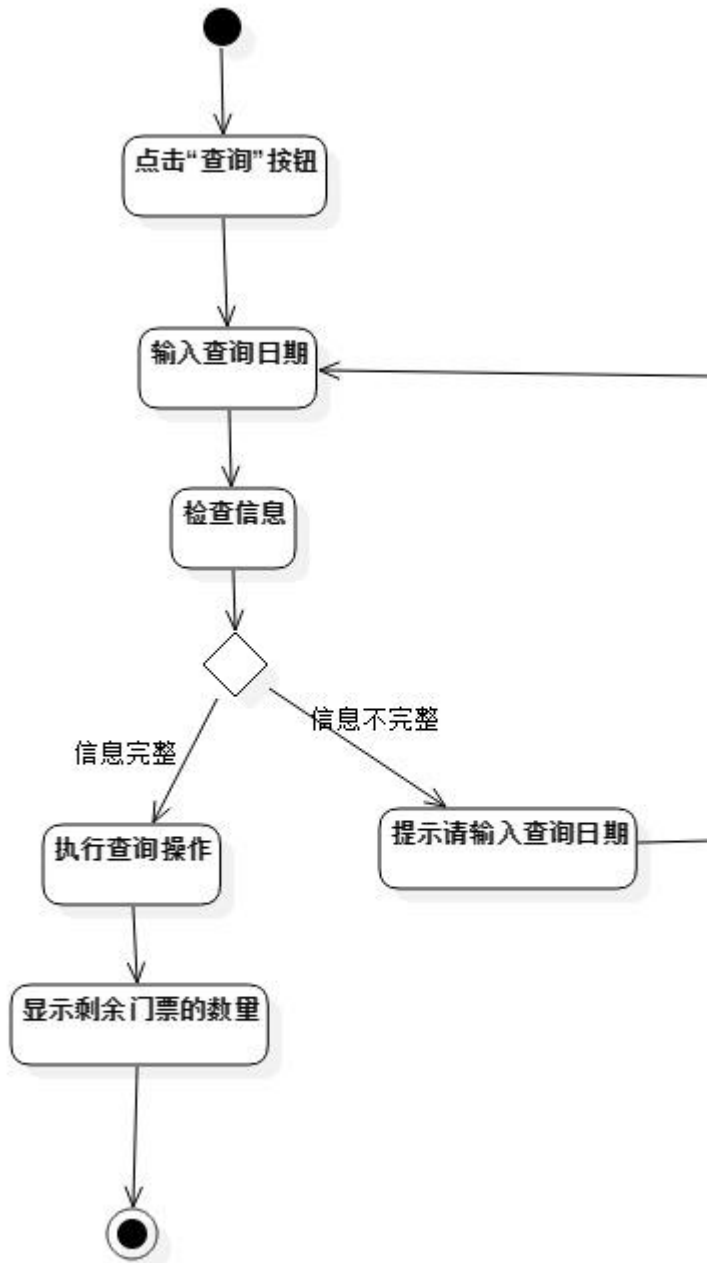 点击“查询”按钮
输入查询日期
检查信息
信息不完整
信息完整
提示请输入查询日期
执行查询操作
显示剩余门票的数量